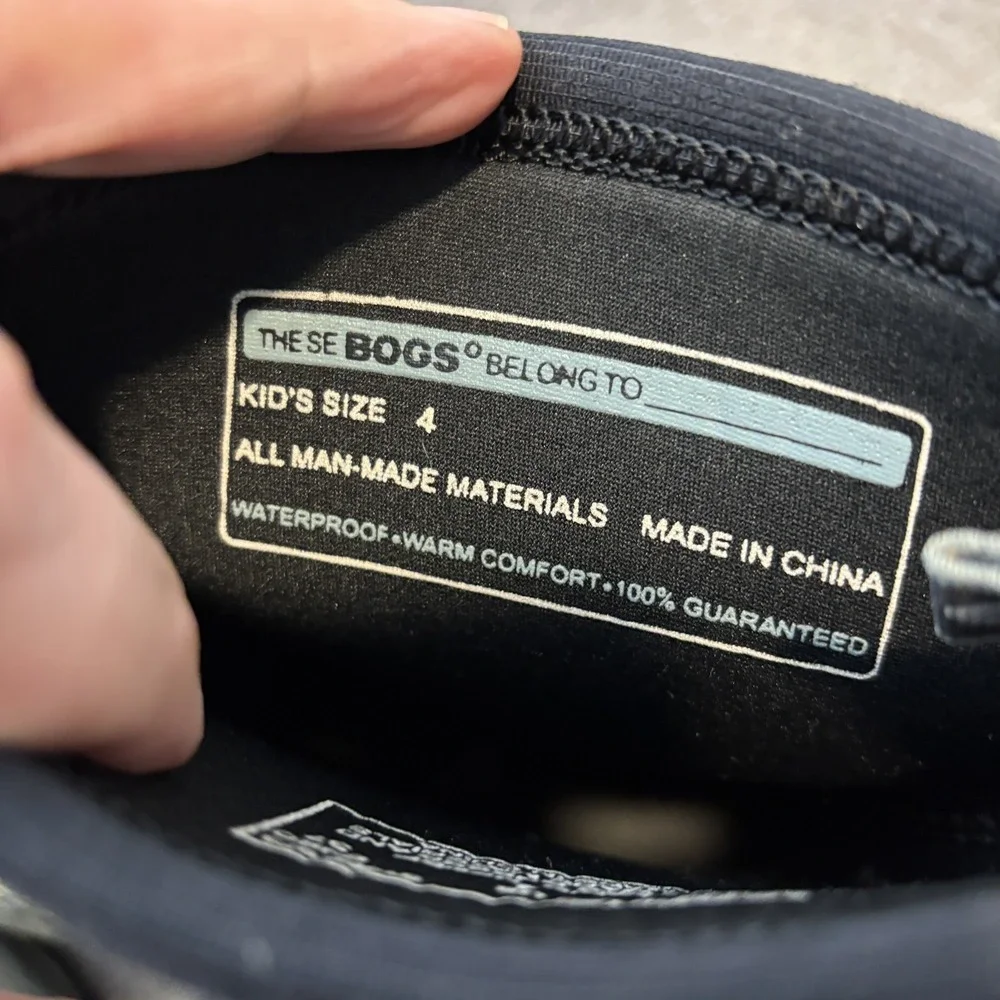 THESE BOGS° BELONG TO
KID'S SIZE 4
ALL MAN-MADE MATERIALS MADE IN CHINA
WATERPROOF•WARM COMFORT•100% GUARANTEED